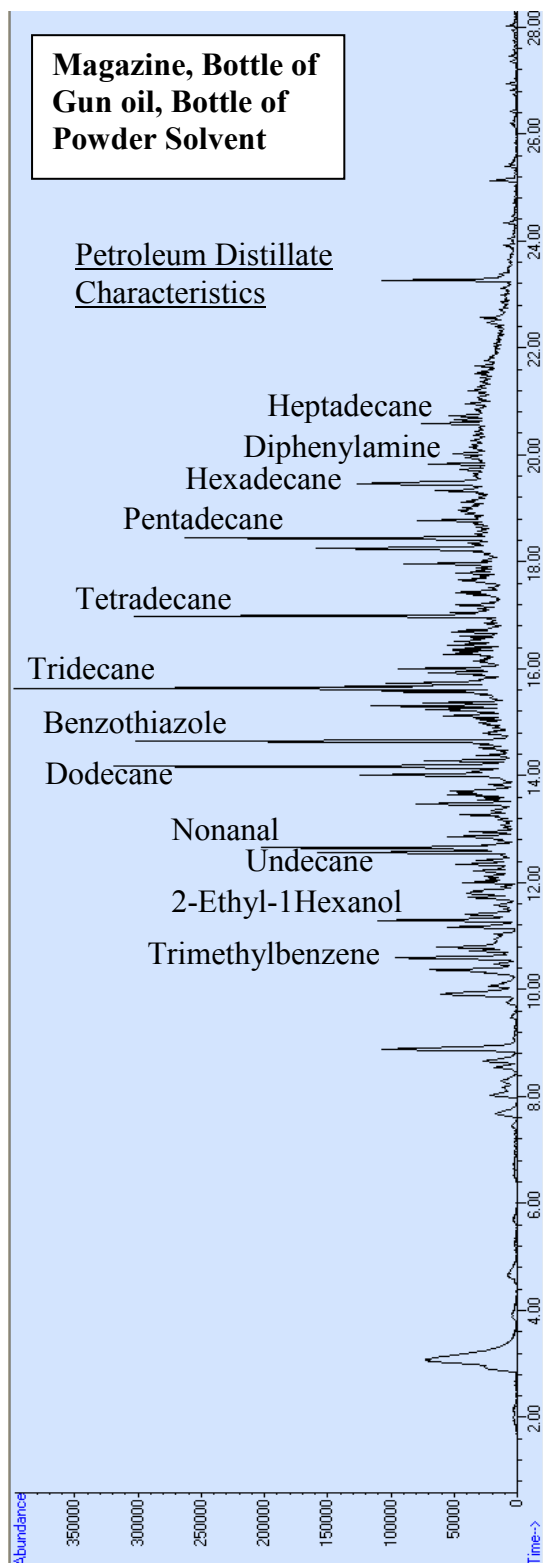 28.00
Magazine, Bottle of
Gun oil, Bottle of
Powder Solvent
26.00
24.00
Petroleum Distillate
Characteristics
22.00
Heptadecane
20.00
Diphenylamine
Hexadecane
Pentadecane
18.00
Tetradecane
16.00
Tridecane
Benzothiazole
14.00
Dodecane
Nonanal
Undecane
12.00
2-Ethyl-1Hexanol
Trimethylbenzene
10.00
8.00
6.00
4.00
2.00
Abundance
350000
300000
250000
200000
150000
100000
50000
0
Time-->